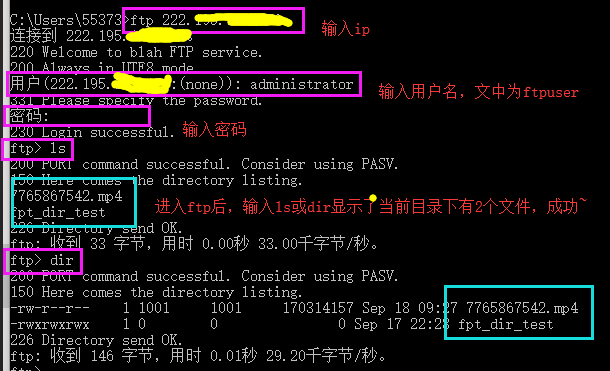 C:\Users\55373>ftp 222.195.
输入ip
连接到 222.195.
220 Welcome to blah FTP service.
200 Always in UTF8 mode.
用户(222.195. :(none)): administrator
输入用户名，文中为ftpuser
331 Please specify the password.
密码:
230 Login successful.
输入密码
ftp> ls
200 PORT command successful. Consider using PASV.
150 Here comes the directory listing.
7765867542.mp4
fpt_dir_test
进入ftp后，输入ls或dir显示了当前目录下有2个文件，成功~
226 Directory send OK.
ftp: 收到 33 字节，用时 0.00秒 33.00千字节/秒。
ftp> dir
200 PORT command successful. Consider using PASV.
150 Here comes the directory listing.
-rw-r--r-- 1 1001 1001 170314157 Sep 18 09:27 7765867542.mp4
-rwxrwxrwx 1 0 0 0 Sep 17 22:23 fpt_dir_test
226 Directory send OK.
ftp: 收到 146 字节，用时 0.01秒 29.20千字节/秒。
ftp>